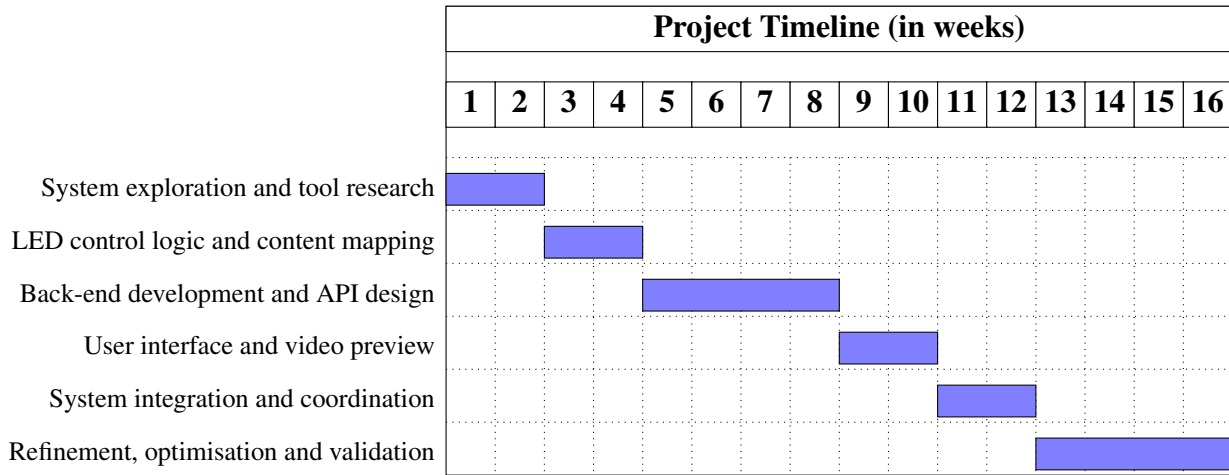 Project Timeline (in weeks)
1 2 3 4 5 6 7 8 9 10 11 12 13 14 15 16
System exploration and tool research
LED control logic and content mapping
Back-end development and API design
User interface and video preview
System integration and coordination
Refinement, optimisation and validation